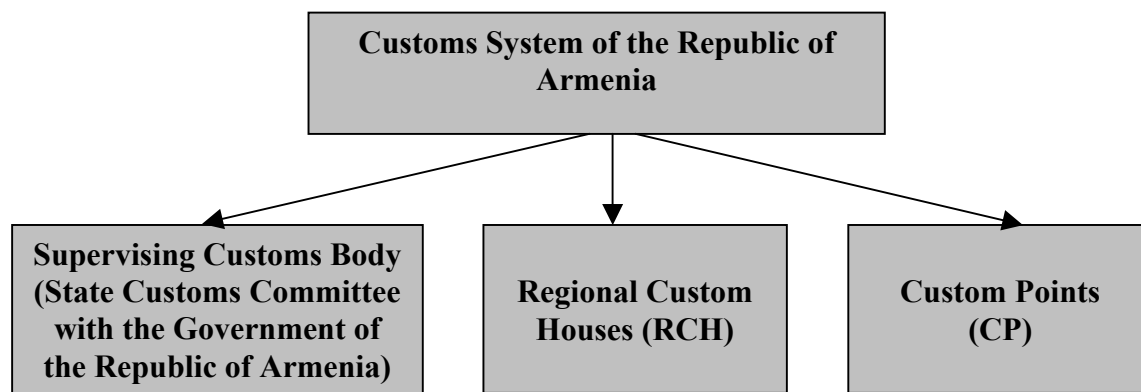 Customs System of the Republic of
Armenia
Supervising Customs Body
(State Customs Committee
with the Government of
the Republic of Armenia)
Regional Custom
Houses (RCH)
Custom Points
(CP)